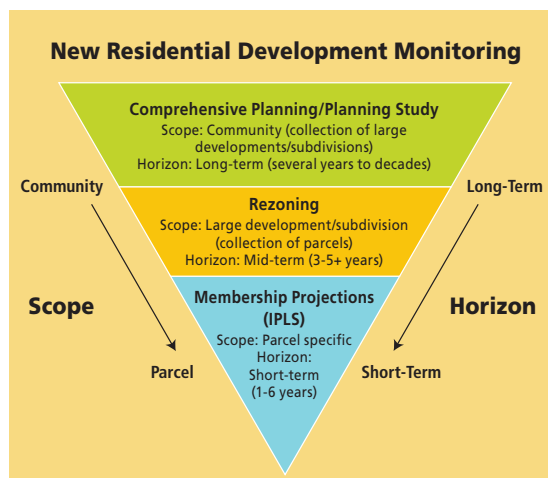 New Residential Development Monitoring
Comprehensive Planning/Planning Study
Scope: Community (collection of large
developments/subdivisions)
Horizon: Long-term (several years to decades)
Community
Long-Term
Rezoning
Scope: Large development/subdivision
(collection of parcels)
Horizon: Mid-term (3-5+ years)
Scope
Horizon
Membership Projections
(IPLS)
Scope: Parcel specific
Horizon:
Short-term
(1-6 years)
Parcel
Short-Term